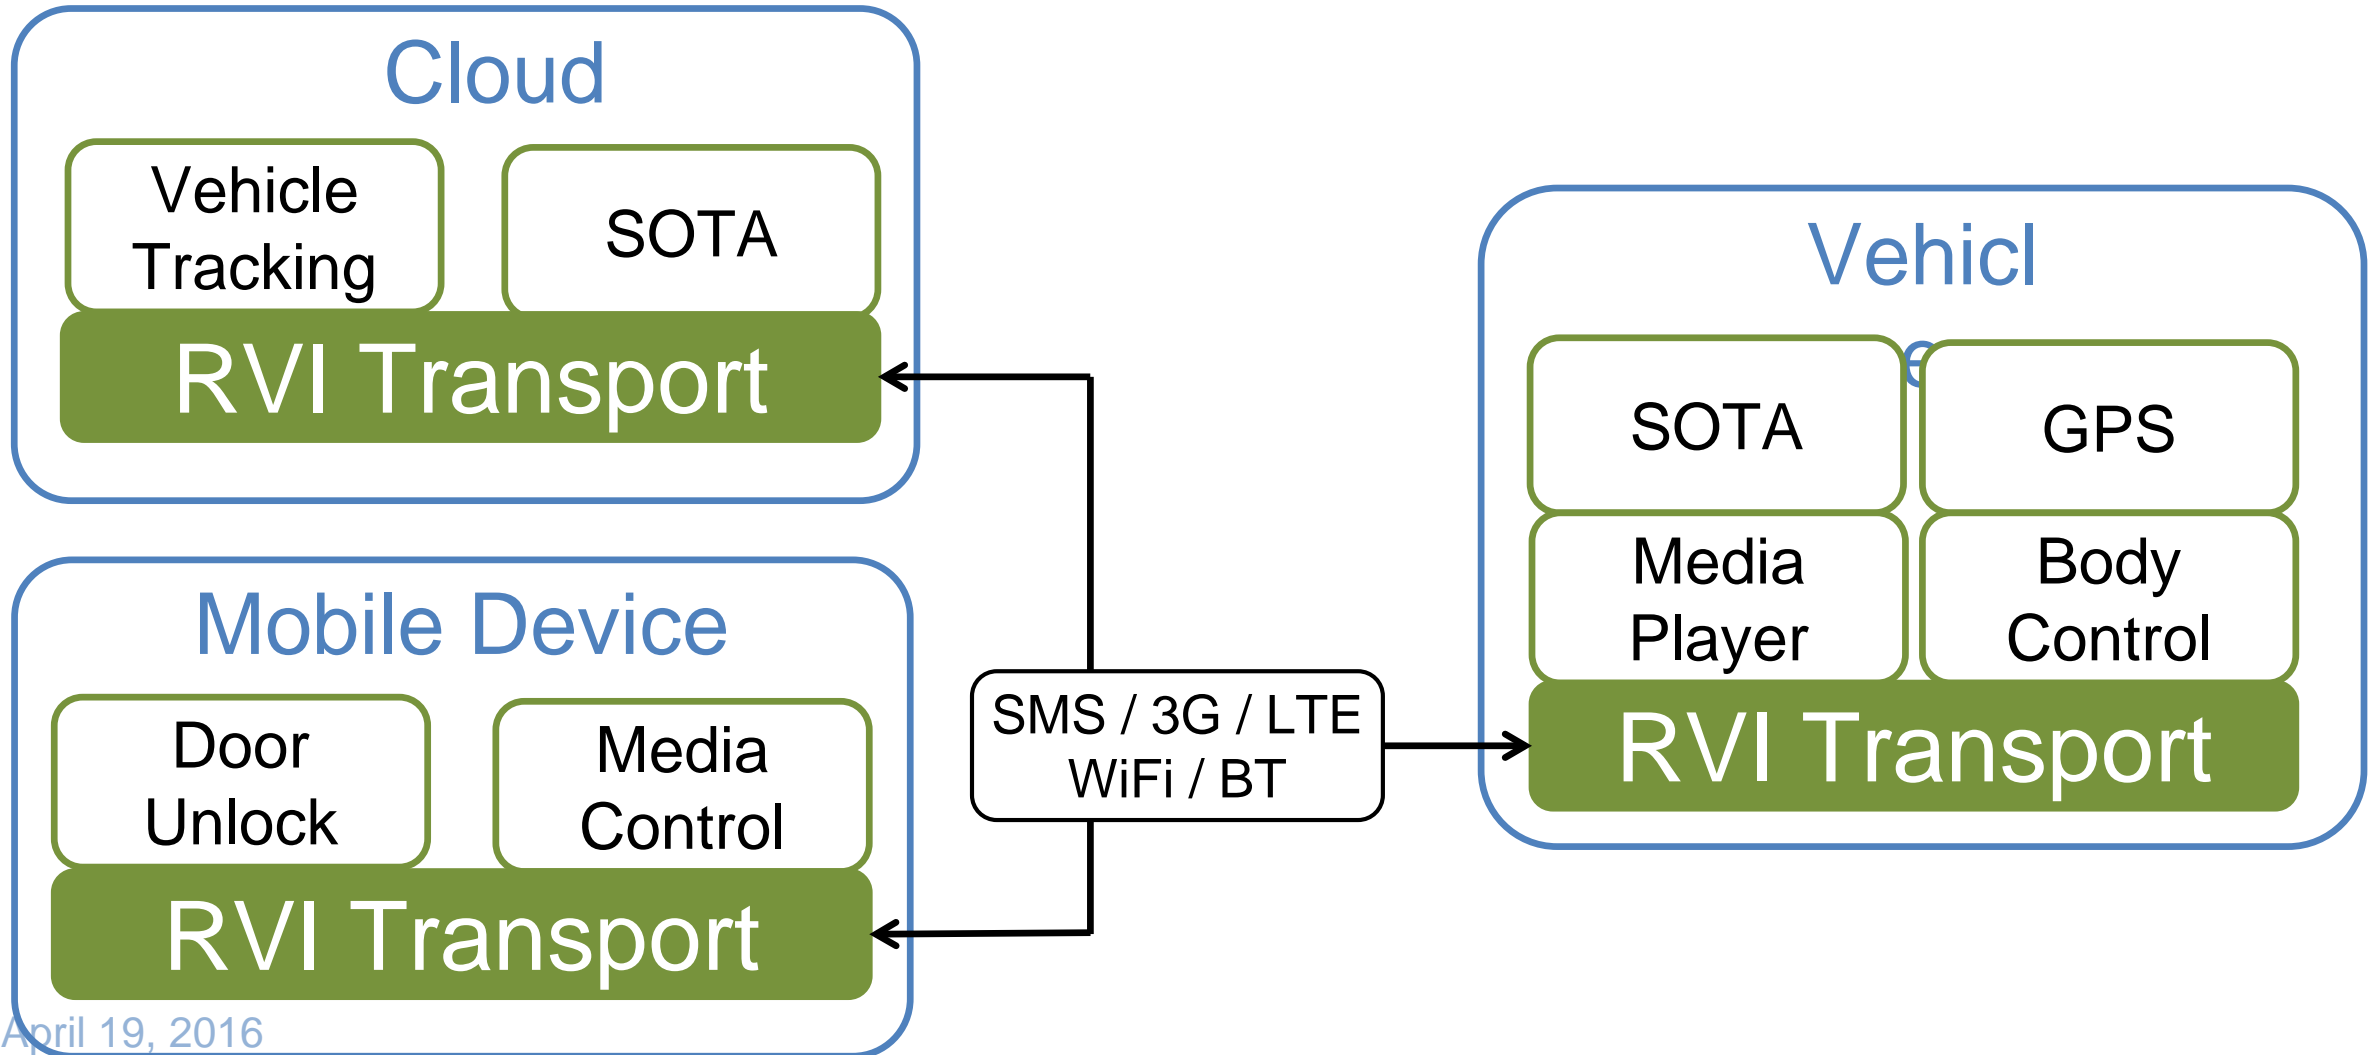 Cloud
Vehicle
Tracking
SOTA
RVI Transport
Mobile Device
Door
Unlock
Media
Control
RVI Transport
April 19, 2016
SMS / 3G / LTE
WiFi / BT
Vehicl
e
SOTA
GPS
Media
Player
Body
Control
RVI Transport